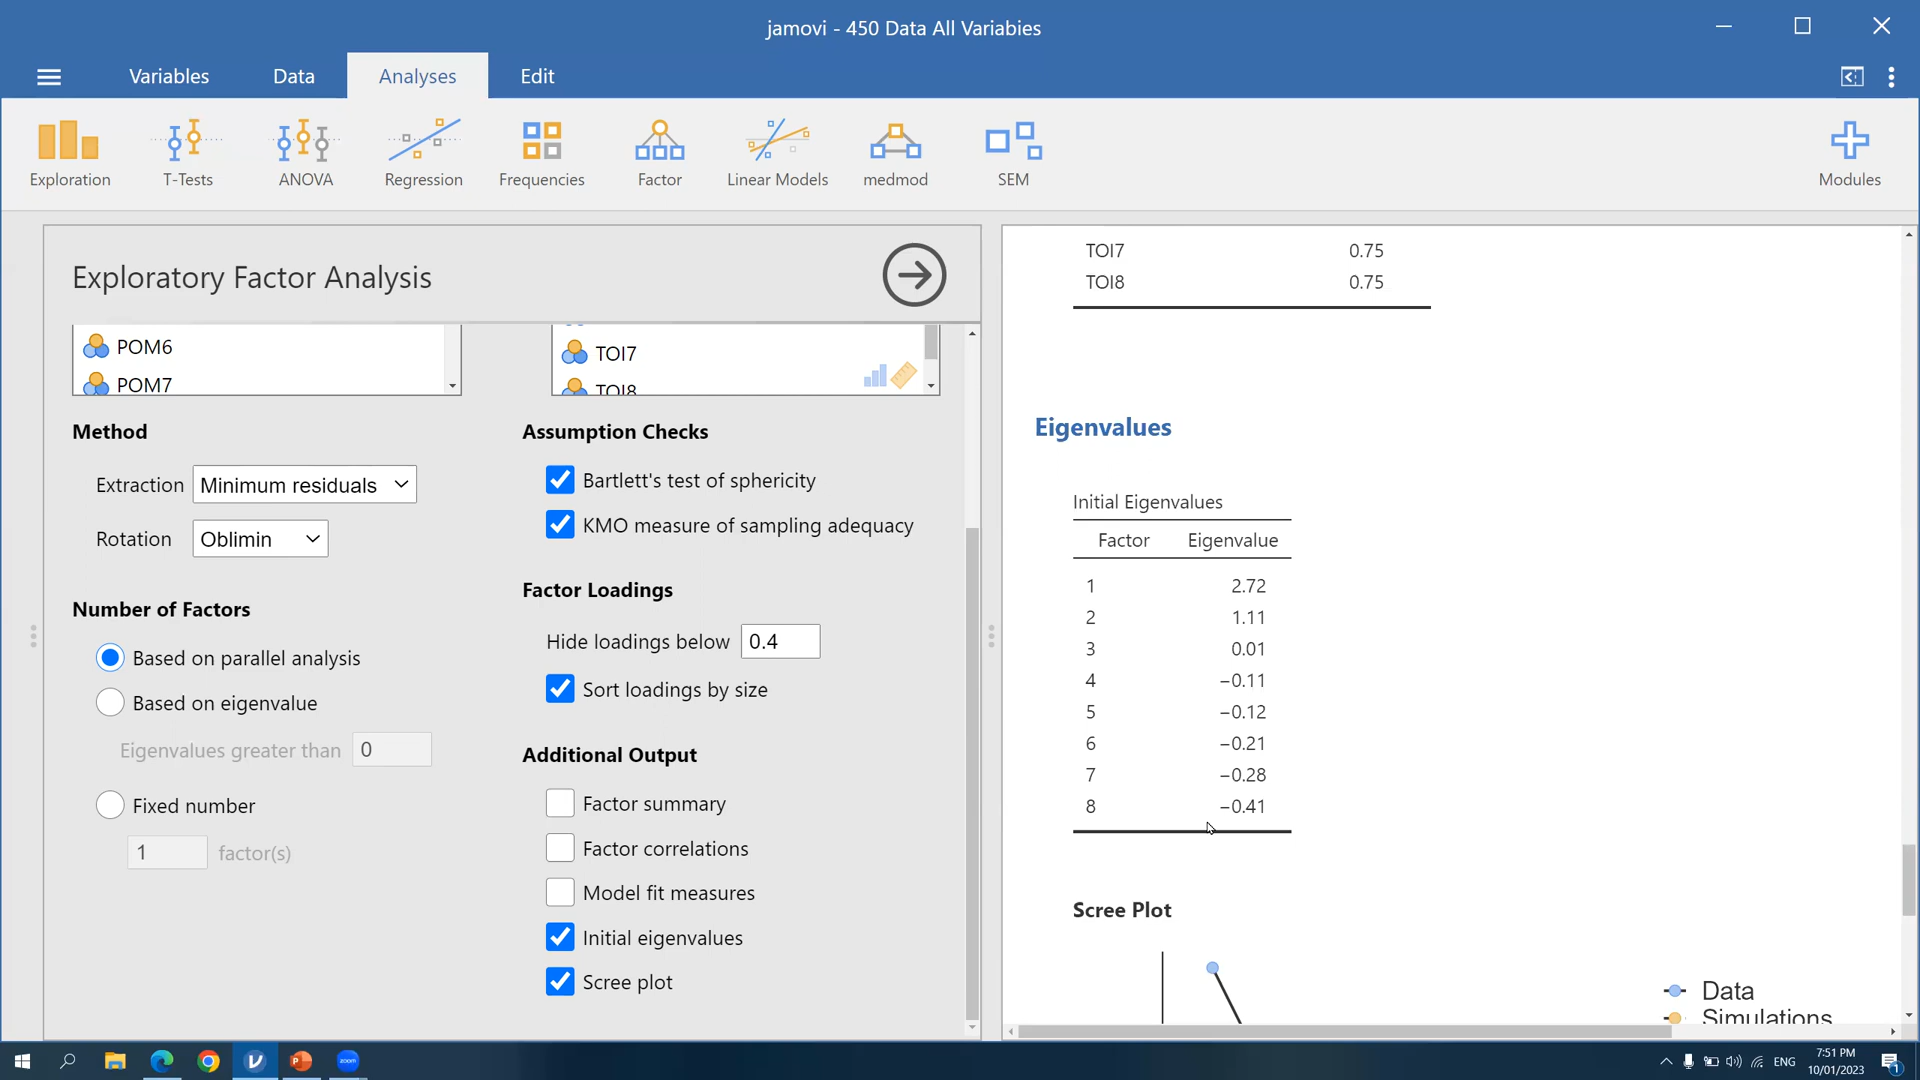 jamovi - 450 Data All Variables
Variables
Data
Analyses
Edit
Exploration
T-Tests
ANOVA
Regression
Frequencies
Factor
Linear Models
medmod
SEM
Modules
Exploratory Factor Analysis
POM6
POM7
TOI7
TOI8
Method
Extraction
Minimum residuals
Rotation
Oblimin
Number of Factors
Based on parallel analysis
Based on eigenvalue
Eigenvalues greater than 0
Fixed number
1 factor(s)
Assumption Checks
Bartlett's test of sphericity
KMO measure of sampling adequacy
Factor Loadings
Hide loadings below 0.4
Sort loadings by size
Additional Output
Factor summary
Factor correlations
Model fit measures
Initial eigenvalues
Scree plot
TOI7 0.75
TOI8 0.75
Eigenvalues
Initial Eigenvalues
Factor Eigenvalue
1 2.72
2 1.11
3 0.01
4 −0.11
5 −0.12
6 −0.21
7 −0.28
8 −0.41
Scree Plot
Data
Simulations
zoom
ENG
7:51 PM
10/01/2023
1